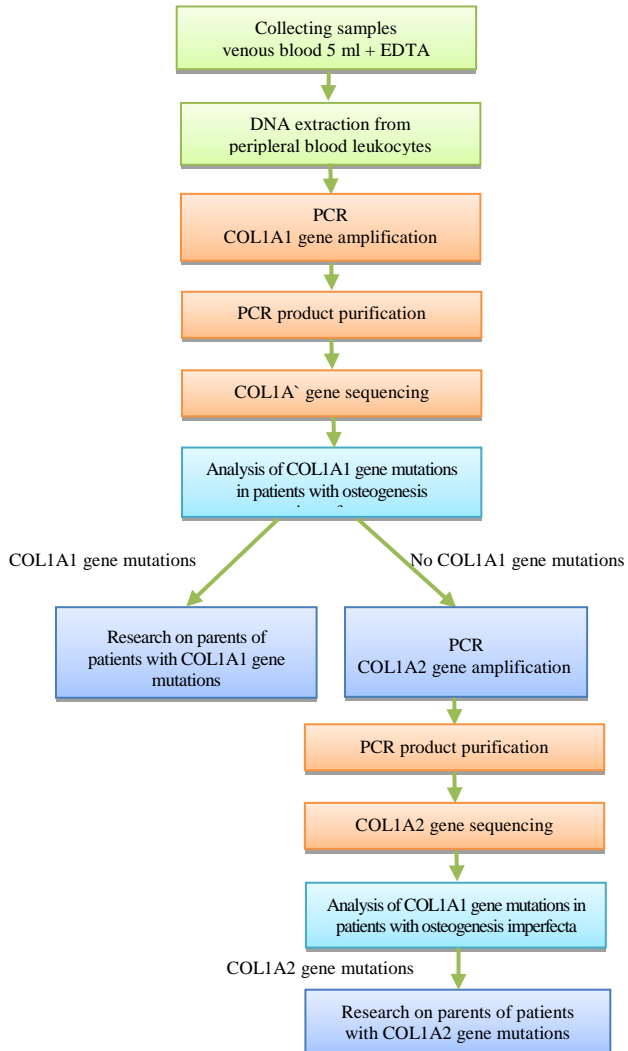 Collecting samples
venous blood 5 ml + EDTA
DNA extraction from
peripleral blood leukocytes
PCR
COL1A1 gene amplification
PCR product purification
COL1A` gene sequencing
Analysis of COL1A1 gene mutations
in patients with osteogenesis
COL1A1 gene mutations
No COL1A1 gene mutations
Research on parents of
patients with COL1A1 gene
mutations
PCR
COL1A2 gene amplification
PCR product purification
COL1A2 gene sequencing
Analysis of COL1A1 gene mutations in
patients with osteogenesis imperfecta
COL1A2 gene mutations
Research on parents of patients
with COL1A2 gene mutations